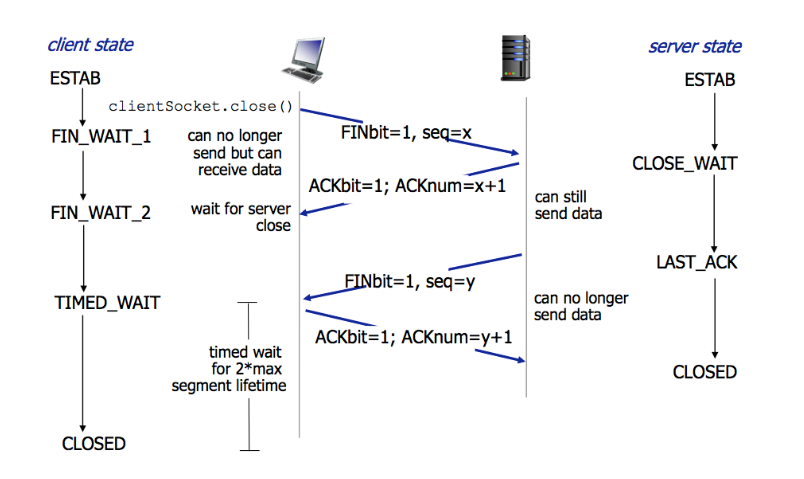 client state
server state
ESTAB
ESTAB
clientSocket.close()
FIN_WAIT_1
can no longer
send but can
receive data
FINbit=1, seq=x
CLOSE_WAIT
ACKbit=1; ACKnum=x+1
FIN_WAIT_2
wait for server
close
can still
send data
LAST_ACK
FINbit=1, seq=y
TIMED_WAIT
can no longer
send data
ACKbit=1; ACKnum=y+1
timed wait
for 2*max
segment lifetime
CLOSED
CLOSED